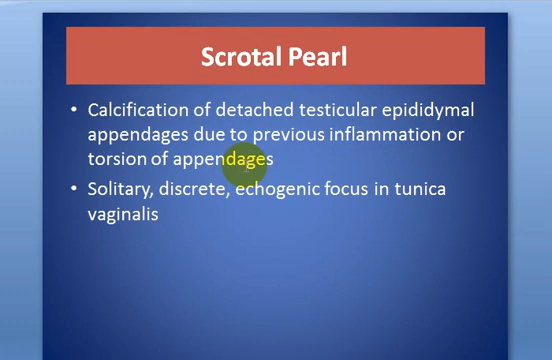 Scrotal Pearl
• Calcification of detached testicular epididymal
appendages due to previous inflammation or
torsion of appendages
• Solitary, discrete, echogenic focus in tunica
vaginalis